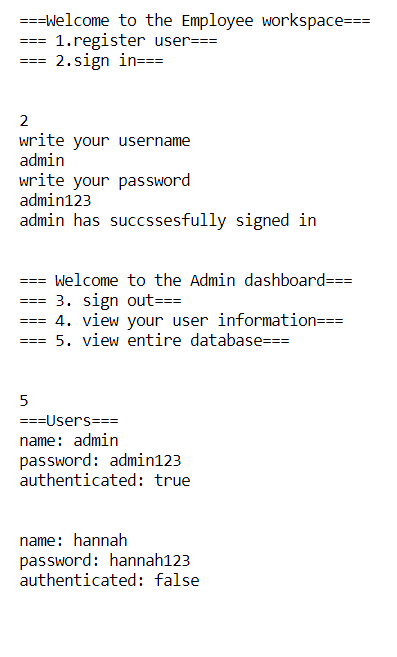 ===Welcome to the Employee workspace===
=== 1.register user===
=== 2.sign in===
2
write your username
admin
write your password
admin123
admin has succssesfully signed in
=== Welcome to the Admin dashboard===
=== 3. sign out===
=== 4. view your user information===
=== 5. view entire database===
5
===Users===
name: admin
password: admin123
authenticated: true
name: hannah
password: hannah123
authenticated: false